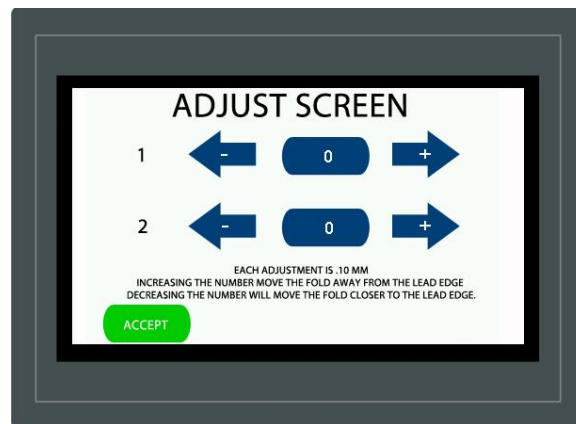 ADJUST SCREEN
1 - 0 +
2 - 0 +
EACH ADJUSTMENT IS .10 MM
INCREASING THE NUMBER MOVE THE FOLD AWAY FROM THE LEAD EDGE
DECREASING THE NUMBER WILL MOVE THE FOLD CLOSER TO THE LEAD EDGE.
ACCEPT